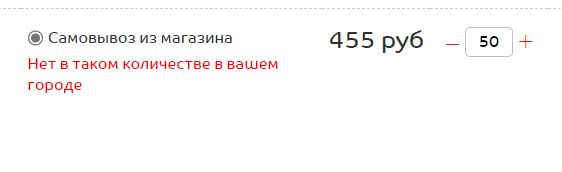 Самовывоз из магазина 455 руб – 50 +
Нет в таком количестве в вашем
городе